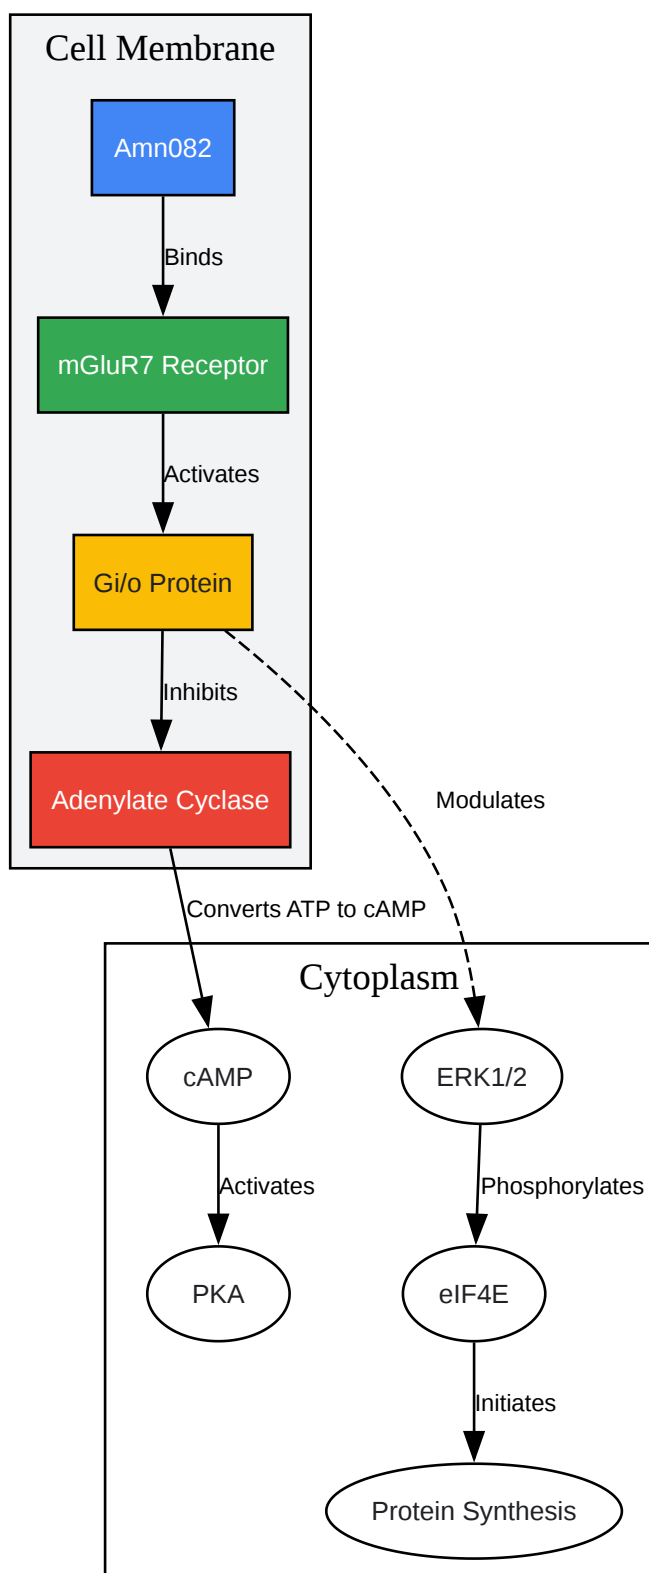 Cell Membrane
Amn082
Binds
mGluR7 Receptor
Activates
Gi/o Protein
Inhibits
Adenylate Cyclase
Modulates
Converts ATP to cAMP
Cytoplasm
cAMP
ERK1/2
Activates
Phosphorylates
PKA
eIF4E
Initiates
Protein Synthesis